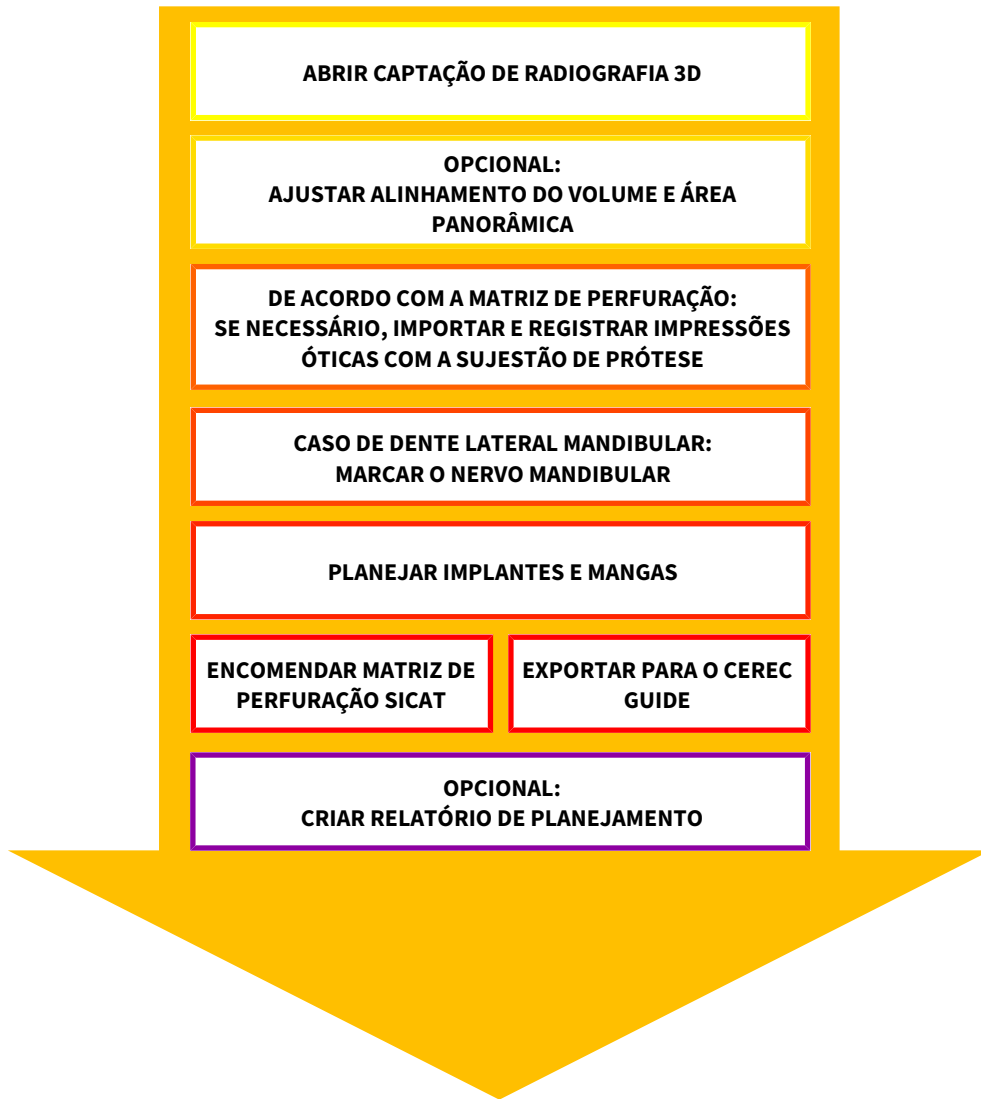 ABRIR CAPTAÇÃO DE RADIOGRAFIA 3D
OPCIONAL:
AJUSTAR ALINHAMENTO DO VOLUME E ÁREA
PANORÂMICA
DE ACORDO COM A MATRIZ DE PERFURAÇÃO:
SE NECESSÁRIO, IMPORTAR E REGISTRAR IMPRESSÕES
ÓTICAS COM A SUJESTÃO DE PRÓTESE
CASO DE DENTE LATERAL MANDIBULAR:
MARCAR O NERVO MANDIBULAR
PLANEJAR IMPLANTES E MANGAS
ENCOMENDAR MATRIZ DE
PERFURAÇÃO SICAT
EXPORTAR PARA O CEREC
GUIDE
OPCIONAL:
CRIAR RELATÓRIO DE PLANEJAMENTO